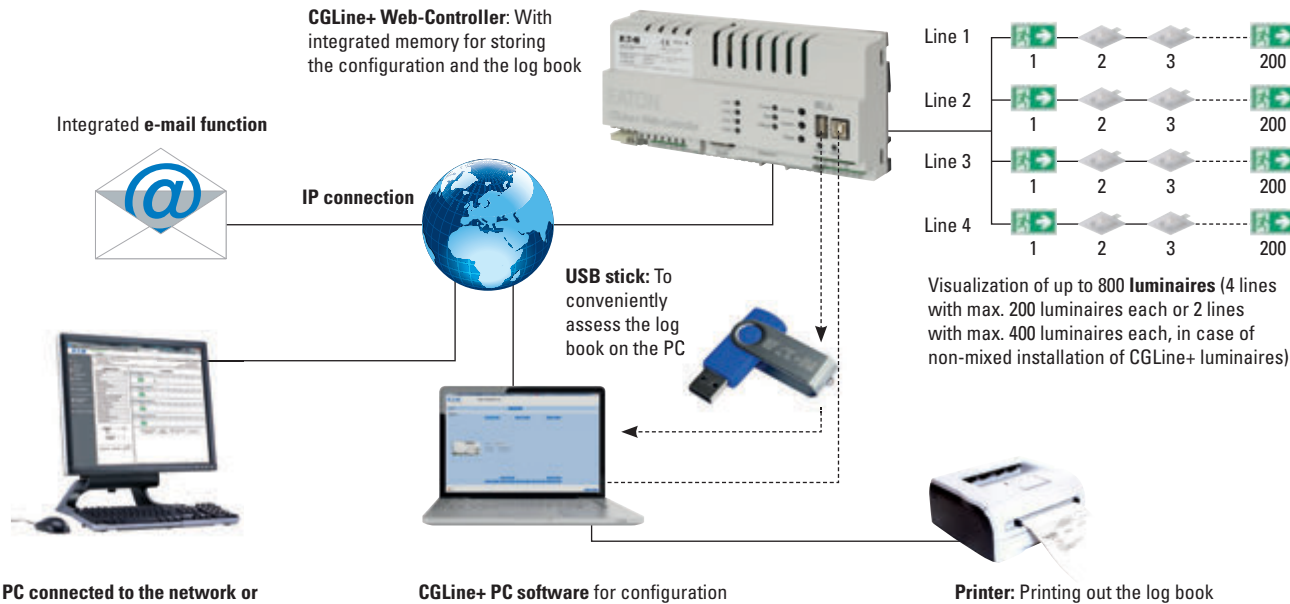 CGLine+ Web-Controller: With
integrated memory for storing
the configuration and the log book
Integrated e-mail function
IP connection
EATON
CGLine+ Web-Controller
USB stick: To
conveniently
assess the log
book on the PC
Line 1
1 2 3 200
Line 2
1 2 3 200
Line 3
1 2 3 200
Line 4
1 2 3 200
Visualization of up to 800 luminaires (4 lines
with max. 200 luminaires each or 2 lines
with max. 400 luminaires each, in case of
non-mixed installation of CGLine+ luminaires)
PC connected to the network or
CGLine+ PC software for configuration
Printer: Printing out the log book